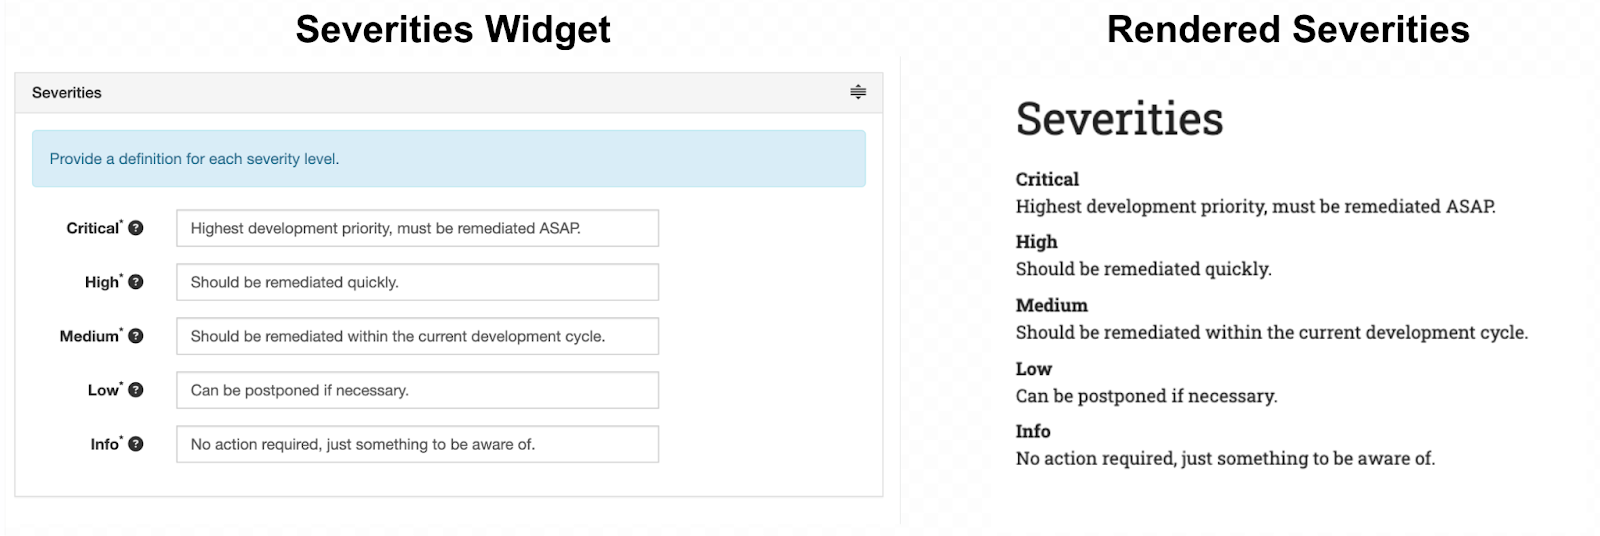 Severities Widget
Severities
Provide a definition for each severity level.
Critical* ? Highest development priority, must be remediated ASAP.
High* ? Should be remediated quickly.
Medium* ? Should be remediated within the current development cycle.
Low* ? Can be postponed if necessary.
Info* ? No action required, just something to be aware of.
Rendered Severities
Severities
Critical
Highest development priority, must be remediated ASAP.
High
Should be remediated quickly.
Medium
Should be remediated within the current development cycle.
Low
Can be postponed if necessary.
Info
No action required, just something to be aware of.